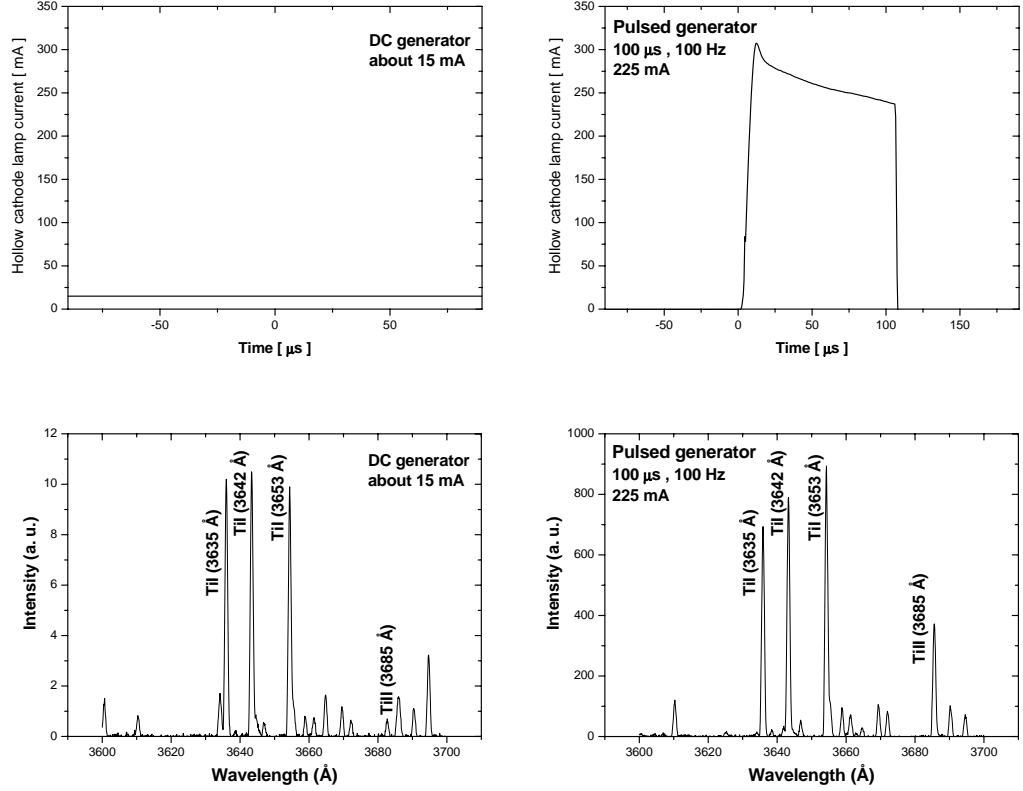 350
300
250
200
150
100
50
0
Hollow cathode lamp current [ mA ]
DC generator
about 15 mA
-50
0
50
Time [ µs ]
350
300
250
200
150
100
50
0
Hollow cathode lamp current [ mA ]
Pulsed generator
100 µs , 100 Hz
225 mA
-50
0
50
100
150
Time [ µs ]
12
10
8
6
4
2
0
Intensity (a. u.)
DC generator
about 15 mA
TiI (3635 Å)
TiI (3642 Å)
TiI (3653 Å)
TiII (3685 Å)
3600
3620
3640
3660
3680
3700
Wavelength (Å)
1000
800
600
400
200
0
Intensity (a. u.)
Pulsed generator
100 µs , 100 Hz
225 mA
TiI (3635 Å)
TiI (3642 Å)
TiI (3653 Å)
TiII (3685 Å)
3600
3620
3640
3660
3680
3700
Wavelength (Å)